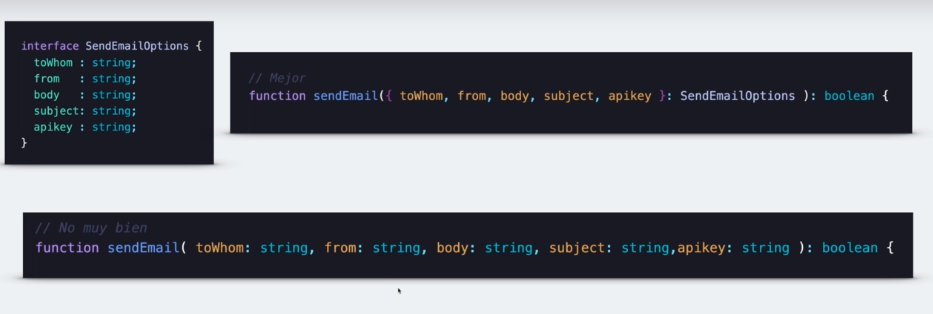 interface SendEmailOptions {
toWhom : string;
from   : string;
body   : string;
subject: string;
apikey : string;
}
// Mejor
function sendEmail({ toWhom, from, body, subject, apikey }: SendEmailOptions ): boolean {
// No muy bien
function sendEmail( toWhom: string, from: string, body: string, subject: string,apikey: string ): boolean {